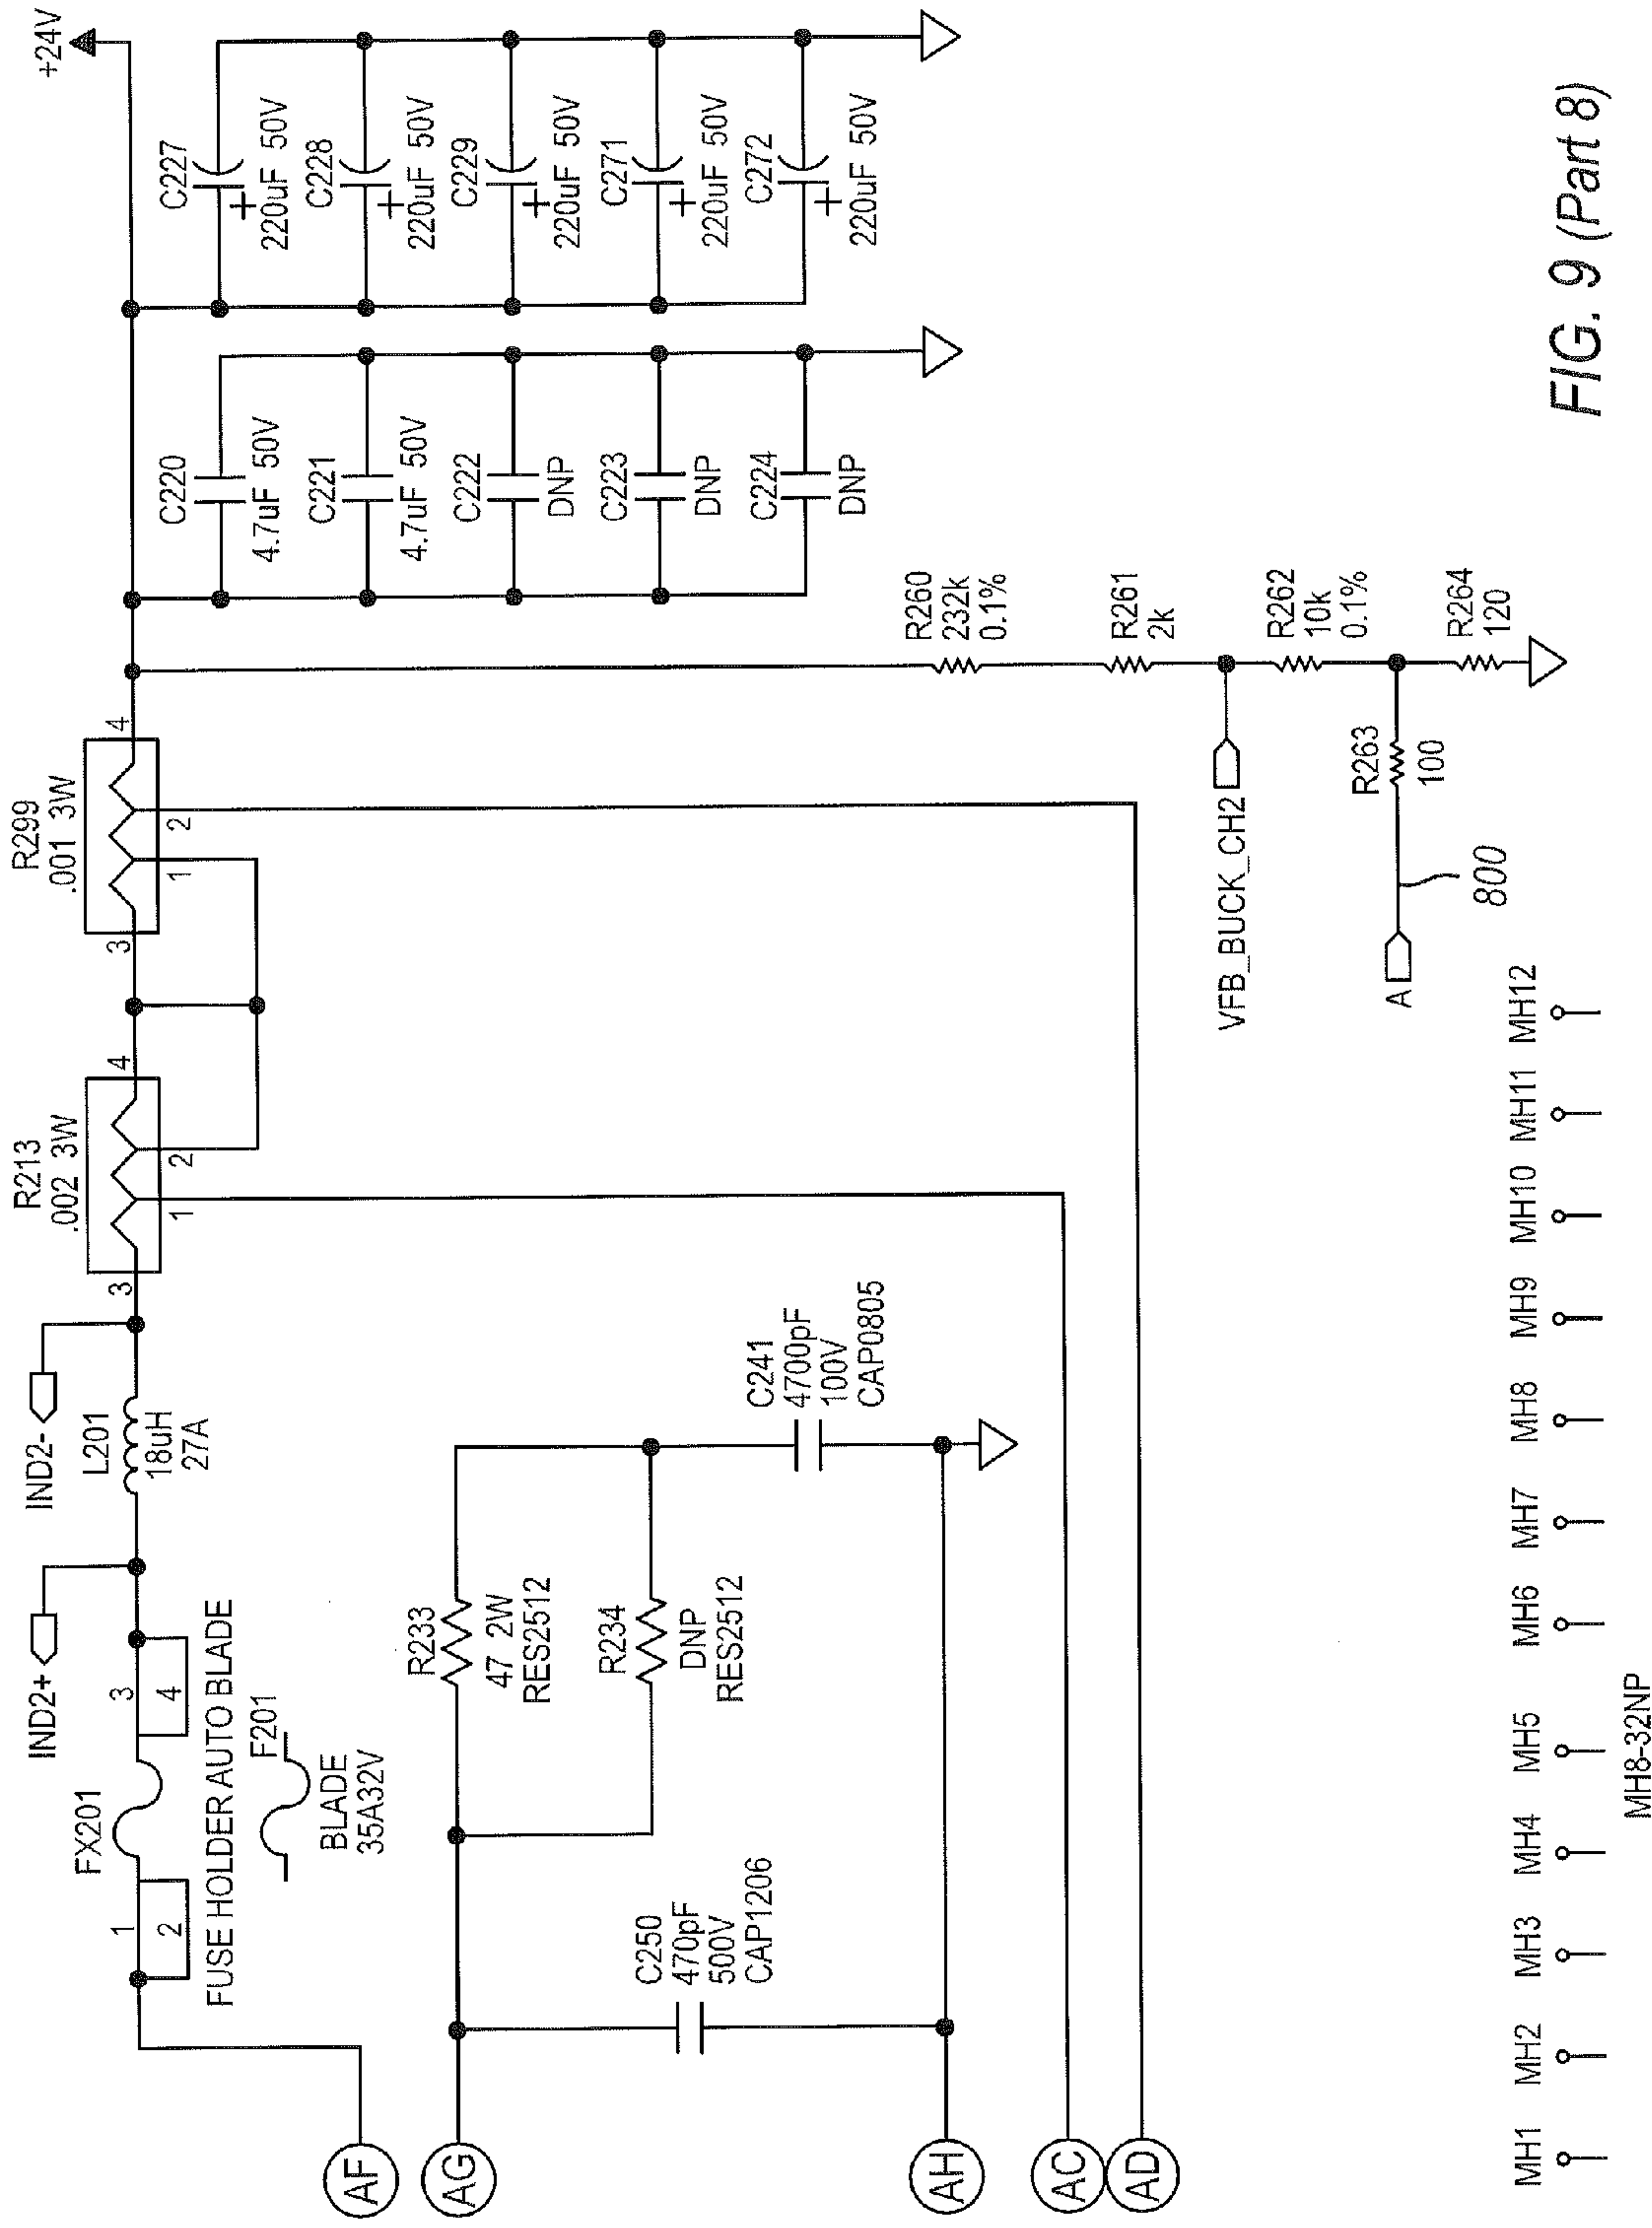 +24V
C227
220uF 50V
C228
220uF 50V
C229
220uF 50V
C271
220uF 50V
C272
220uF 50V
C220
4.7uF 50V
C221
4.7uF 50V
C222
DNP
C223
DNP
C224
DNP
R299
.001 3W
3
4
1
2
R213
.002 3W
3
4
1
2
IND2-
L201
18uH
27A
IND2+
FX201
1
2
3
4
FUSE HOLDER AUTO BLADE
F201
BLADE
35A32V
AF
R233
47 2W
RES2512
R234
DNP
RES2512
C241
4700pF
100V
CAP0805
C250
470pF
500V
CAP1206
AG
AH
AC
AD
R260
232k
0.1%
R261
2k
VFB_BUCK_CH2
R262
10k
0.1%
R263
100
R264
120
A
800
MH1 MH2 MH3 MH4 MH5 MH6 MH7 MH8 MH9 MH10 MH11 MH12
MH8-32NP
FIG. 9 (Part 8)